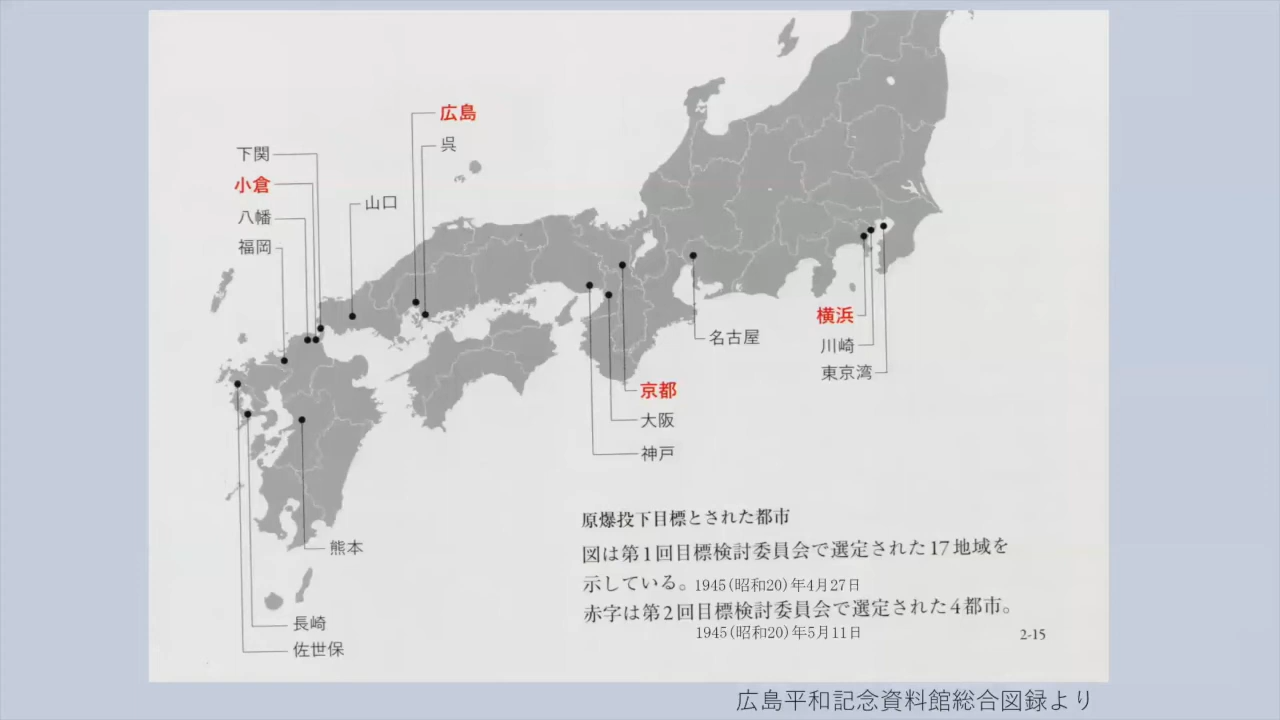 広島
呉
下関
小倉
八幡
福岡
山口
横浜
川崎
東京湾
名古屋
京都
大阪
神戸
熊本
長崎
佐世保
原爆投下目標とされた都市
図は第1回目標検討委員会で選定された17地域を
示している。1945(昭和20)年4月27日
赤字は第2回目標検討委員会で選定された4都市。
1945(昭和20)年5月11日
2-15
広島平和記念資料館総合図録より